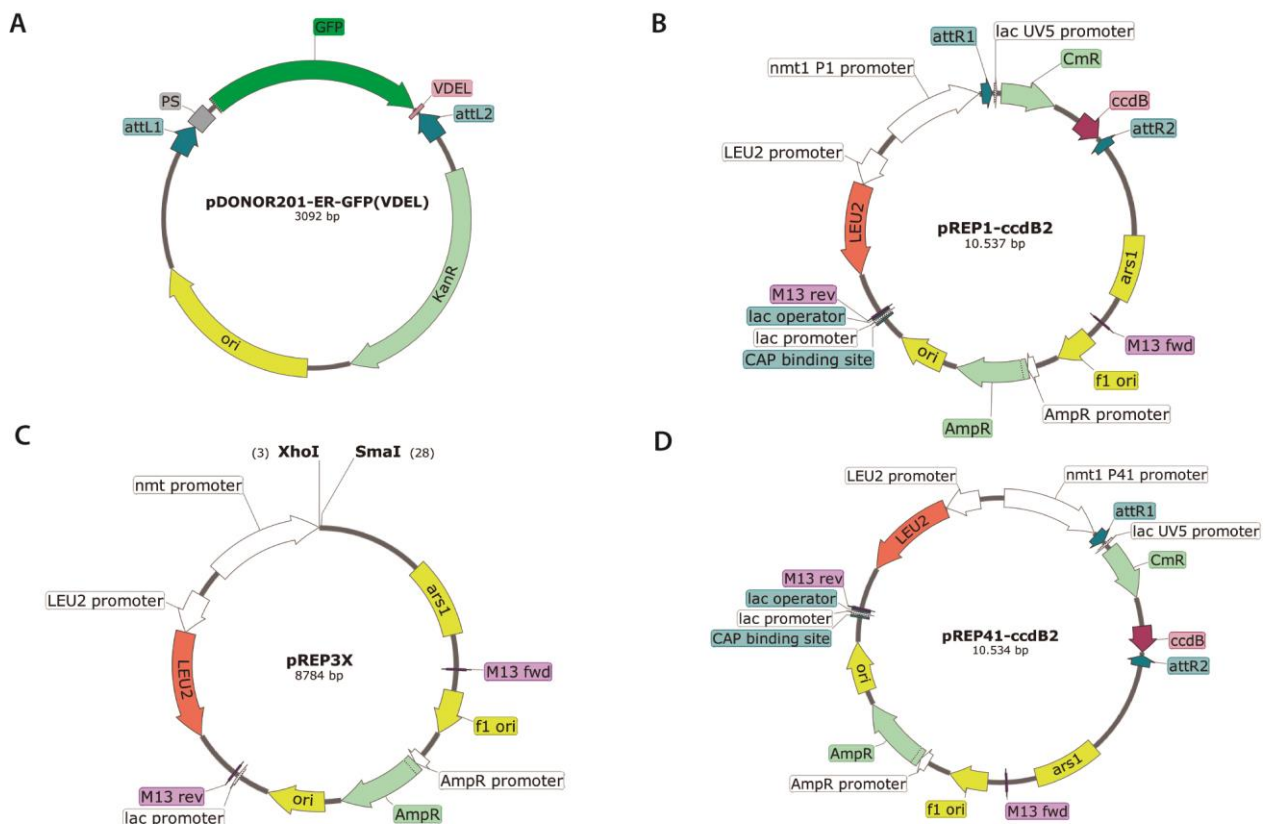 A
GFP
VDEL
PS
attL1
attL2
pDONOR201-ER-GFP(VDEL)
3092 bp
KanR
ori
B
lac UV5 promoter
attR1
CmR
nmt1 P1 promoter
ccdB
attR2
LEU2 promoter
LEU2
pREP1-ccdB2
10.537 bp
ars1
M13 rev
lac operator
lac promoter
CAP binding site
ori
M13 fwd
f1 ori
AmpR promoter
AmpR
C
(3) XhoI
SmaI (28)
nmt promoter
ars1
LEU2 promoter
pREP3X
8784 bp
M13 fwd
LEU2
f1 ori
AmpR promoter
M13 rev
lac promoter
ori
AmpR
D
LEU2 promoter
nmt1 P41 promoter
attR1
lac UV5 promoter
LEU2
CmR
M13 rev
lac operator
lac promoter
CAP binding site
pREP41-ccdB2
10.534 bp
ccdB
attR2
ori
AmpR
ars1
AmpR promoter
f1 ori
M13 fwd